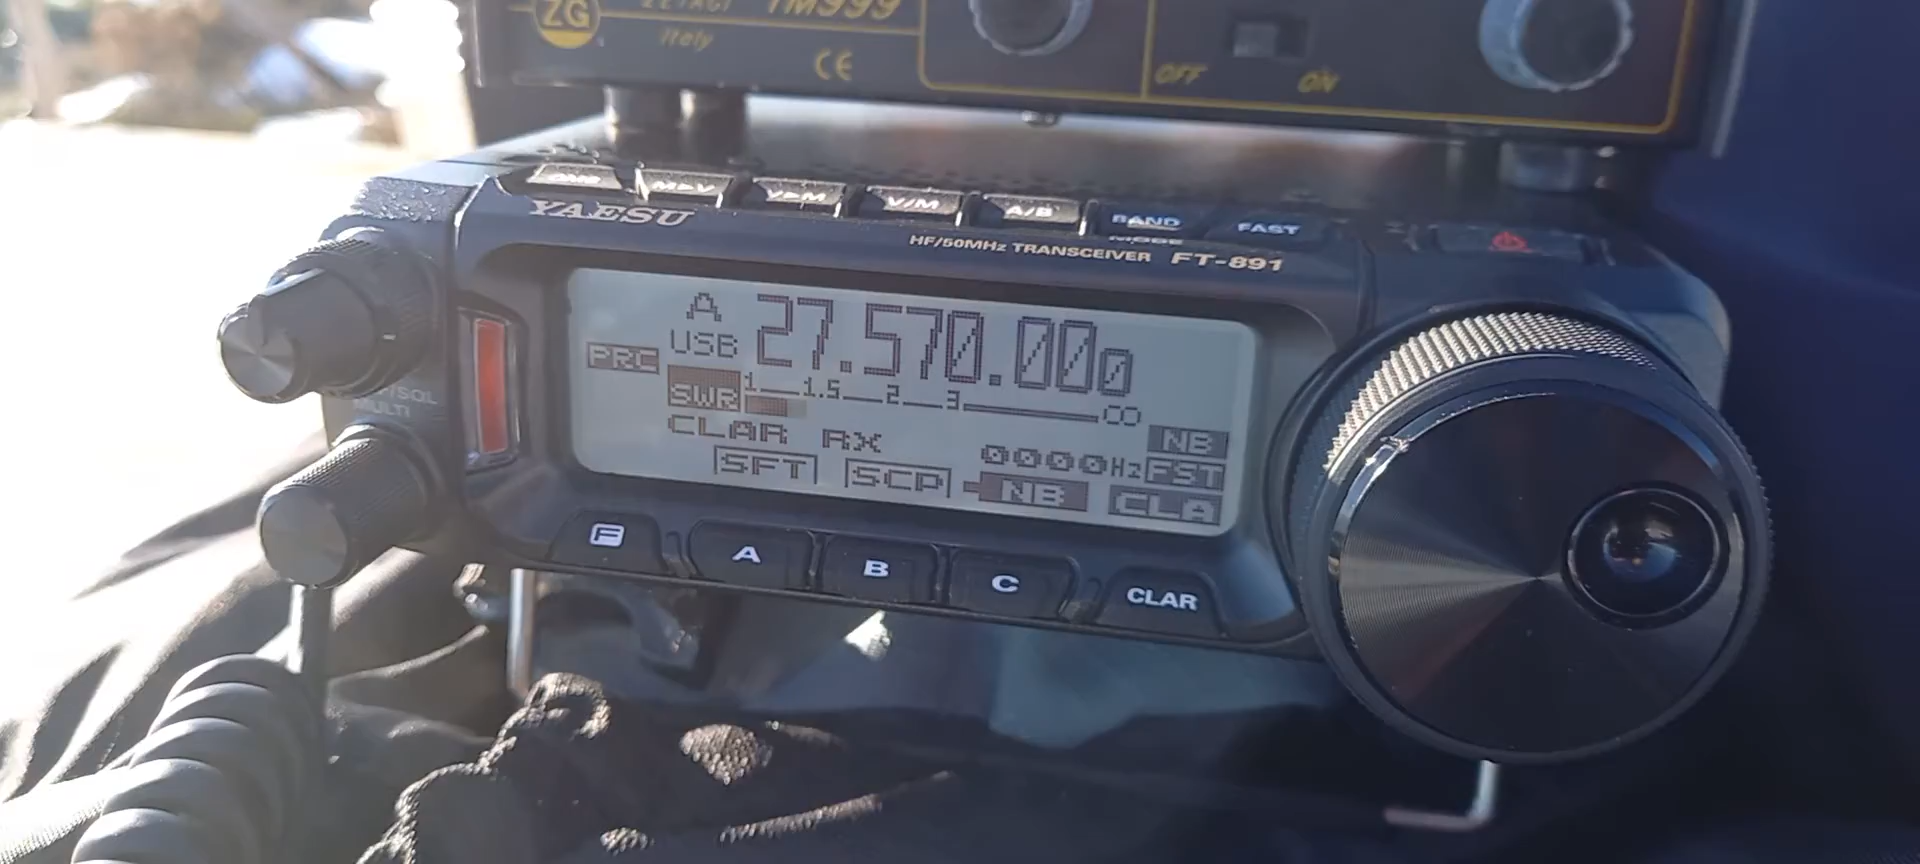 ZG ZETAGI TM999
Italy
CE
OFF ON
M►V V►M V/M A/B BAND FAST
MODE
YAESU
HF/50MHz TRANSCEIVER FT-891
A 27.570.000
USB
PRC
SWR 1 1.5 2 3 ∞
CLAR RX 0000Hz
NB
FST
SFT SCP NB CLA
MULTI
F A B C CLAR